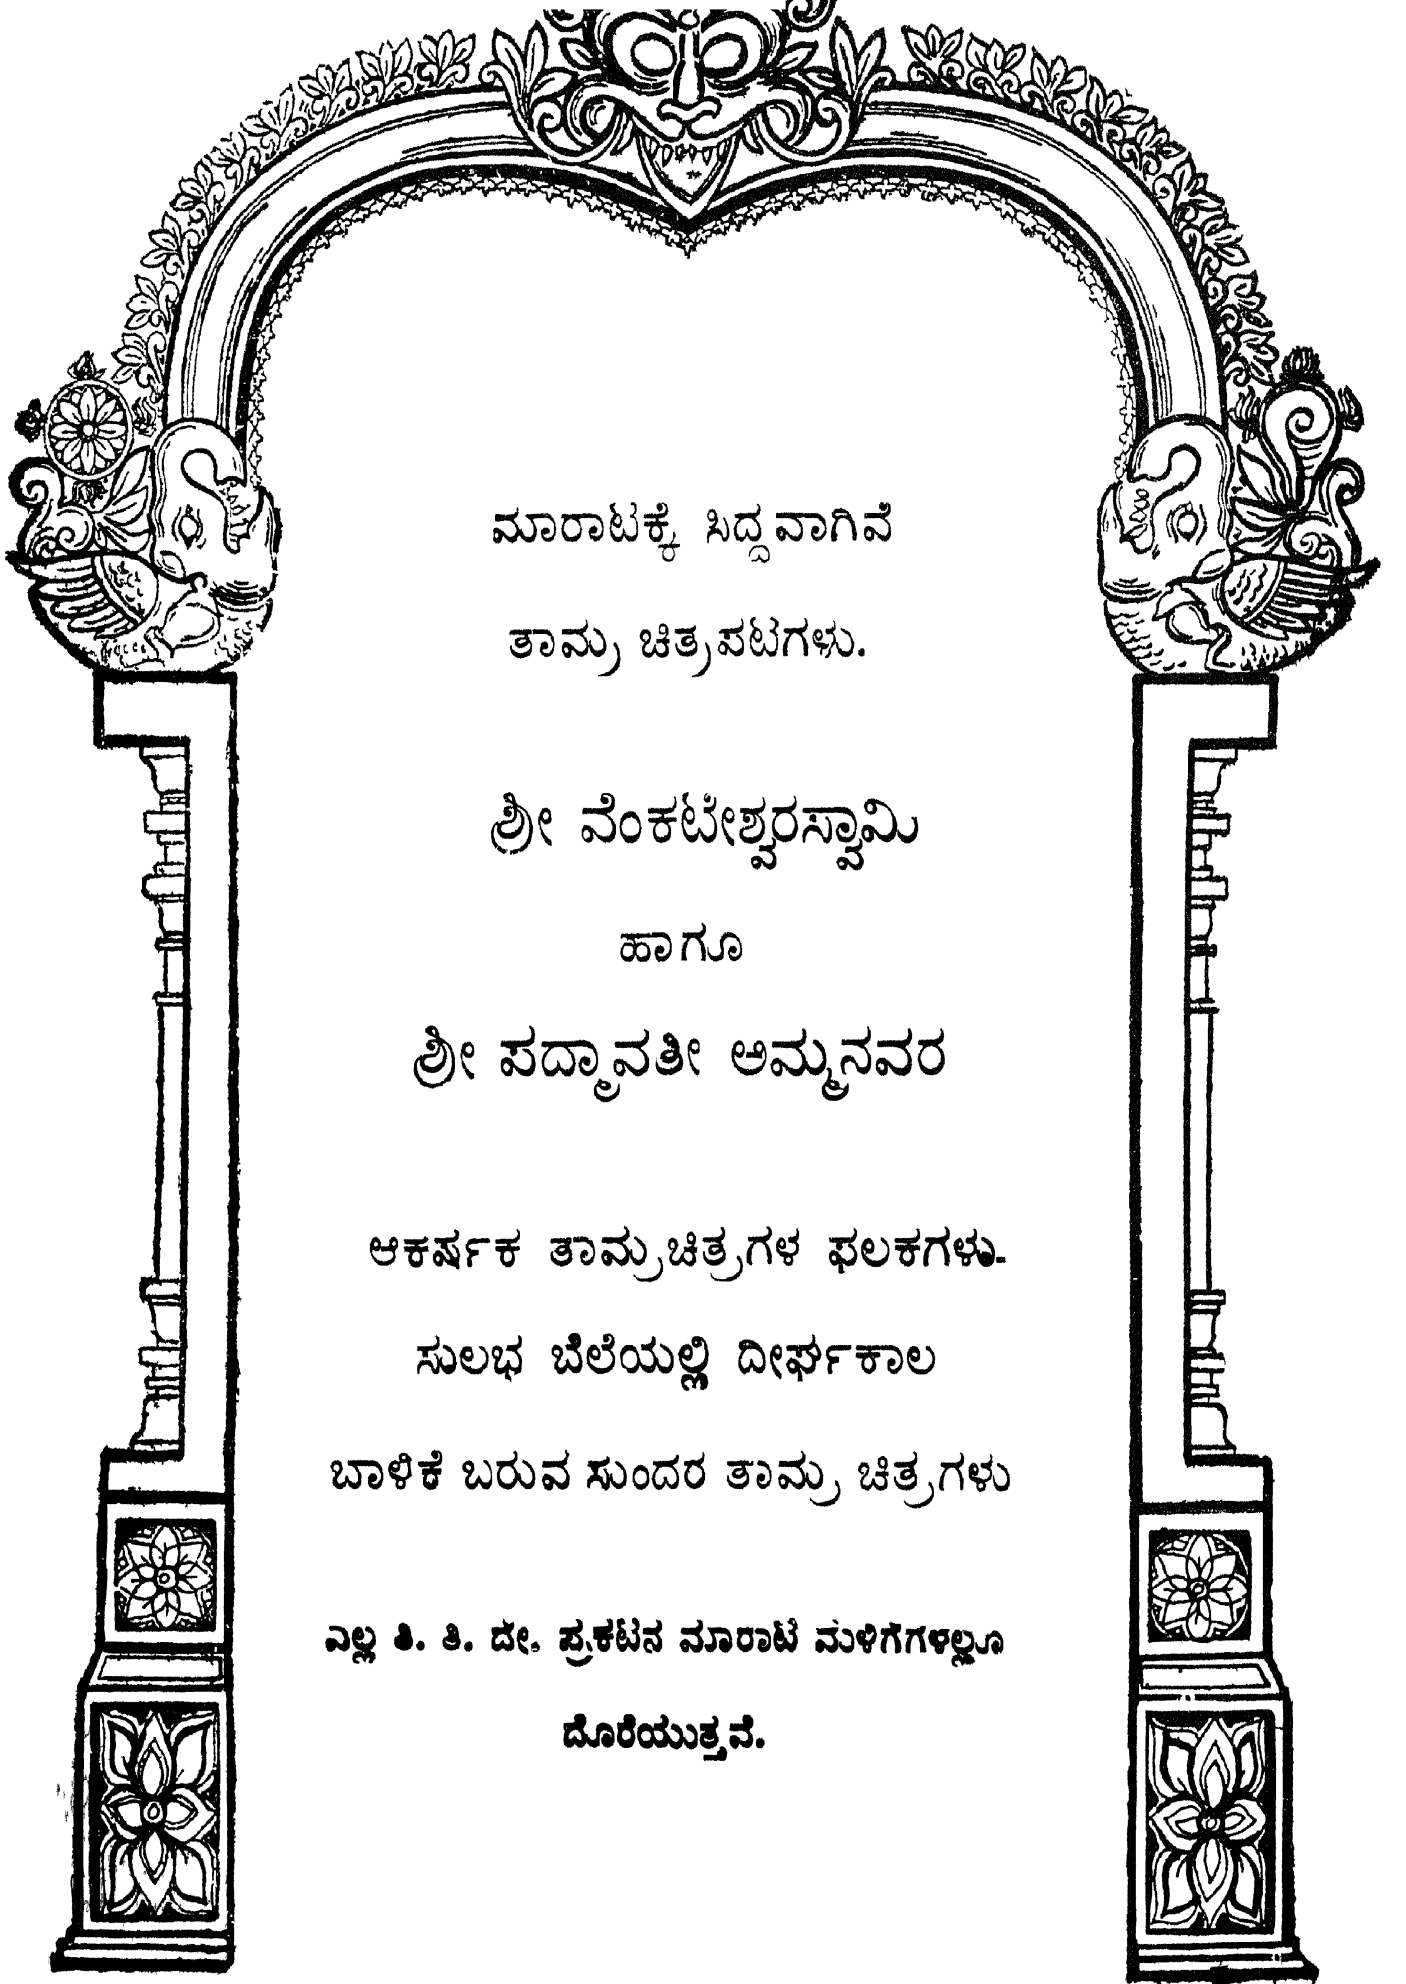 ಮಾರಾಟಕ್ಕೆ ಸಿದ್ದವಾಗಿವೆ
ತಾಮ್ರ ಚಿತ್ರಪಟಗಳು.
ಶ್ರೀ ವೆಂಕಟೇಶ್ವರಸ್ವಾಮಿ
ಹಾಗೂ
ಶ್ರೀ ಪದ್ಮಾವತೀ ಅಮ್ಮನವರ
ಆಕರ್ಷಕ ತಾಮ್ರಚಿತ್ರಗಳ ಫಲಕಗಳು.
ಸುಲಭ ಬೆಲೆಯಲ್ಲಿ ದೀರ್ಘಕಾಲ
ಬಾಳಿಕೆ ಬರುವ ಸುಂದರ ತಾಮ್ರ ಚಿತ್ರಗಳು
ಎಲ್ಲ ತಿ. ತಿ. ದೇ. ಪ್ರಕಟನ ಮಾರಾಟ ಮಳಿಗೆಗಳಲ್ಲೂ
ದೊರೆಯುತ್ತವೆ.